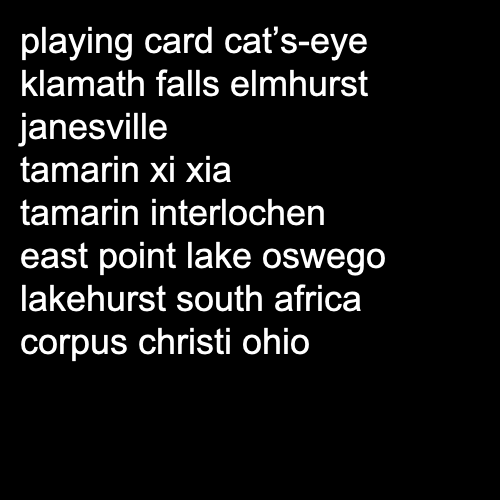 playing card cat’s-eye
klamath falls elmhurst
janesville
tamarin xi xia
tamarin interlochen
east point lake oswego
lakehurst south africa
corpus christi ohio